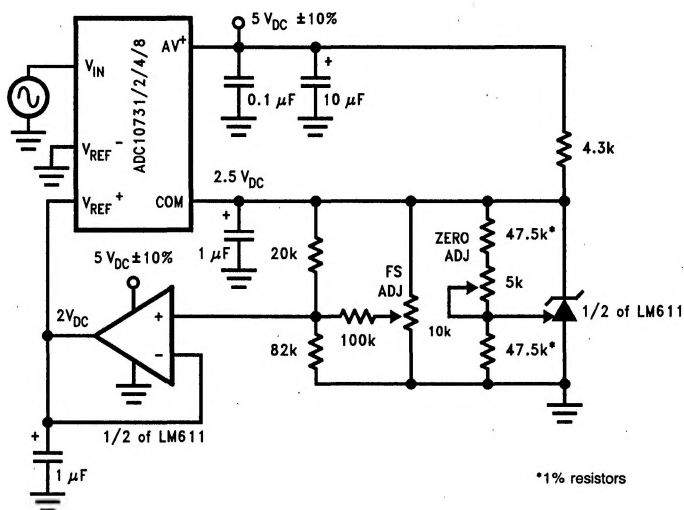 5 V_DC ±10%
AV+
V_IN
ADC10731/2/4/8
0.1 μF
10 μF
4.3k
V_REF−
2.5 V_DC
V_REF+
COM
1 μF
20k
ZERO
ADJ
47.5k*
5 V_DC ±10%
FS
ADJ
5k
2V_DC
+
100k
10k
1/2 of LM611
82k
−
47.5k*
1/2 of LM611
+
1 μF
*1% resistors